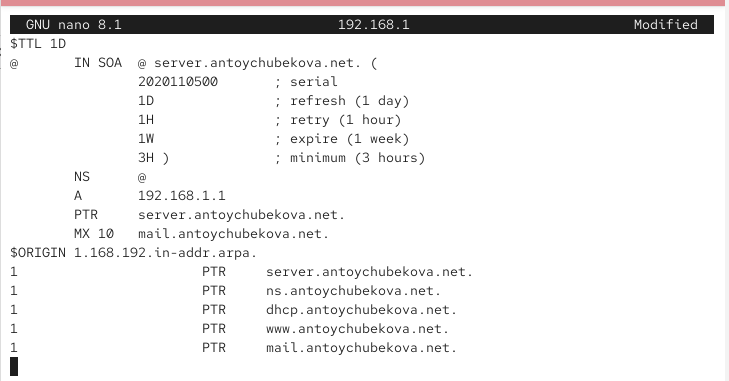 GNU nano 8.1 192.168.1 Modified
$TTL 1D
@ IN SOA @ server.antoychubekova.net. (
2020110500 ; serial
1D ; refresh (1 day)
1H ; retry (1 hour)
1W ; expire (1 week)
3H ) ; minimum (3 hours)
NS @
A 192.168.1.1
PTR server.antoychubekova.net.
MX 10 mail.antoychubekova.net.
$ORIGIN 1.168.192.in-addr.arpa.
1 PTR server.antoychubekova.net.
1 PTR ns.antoychubekova.net.
1 PTR dhcp.antoychubekova.net.
1 PTR www.antoychubekova.net.
1 PTR mail.antoychubekova.net.